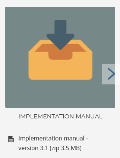 IMPLEMENTATION MANUAL
Implementation manual -
version 3.1 (zip 3.5 MB)